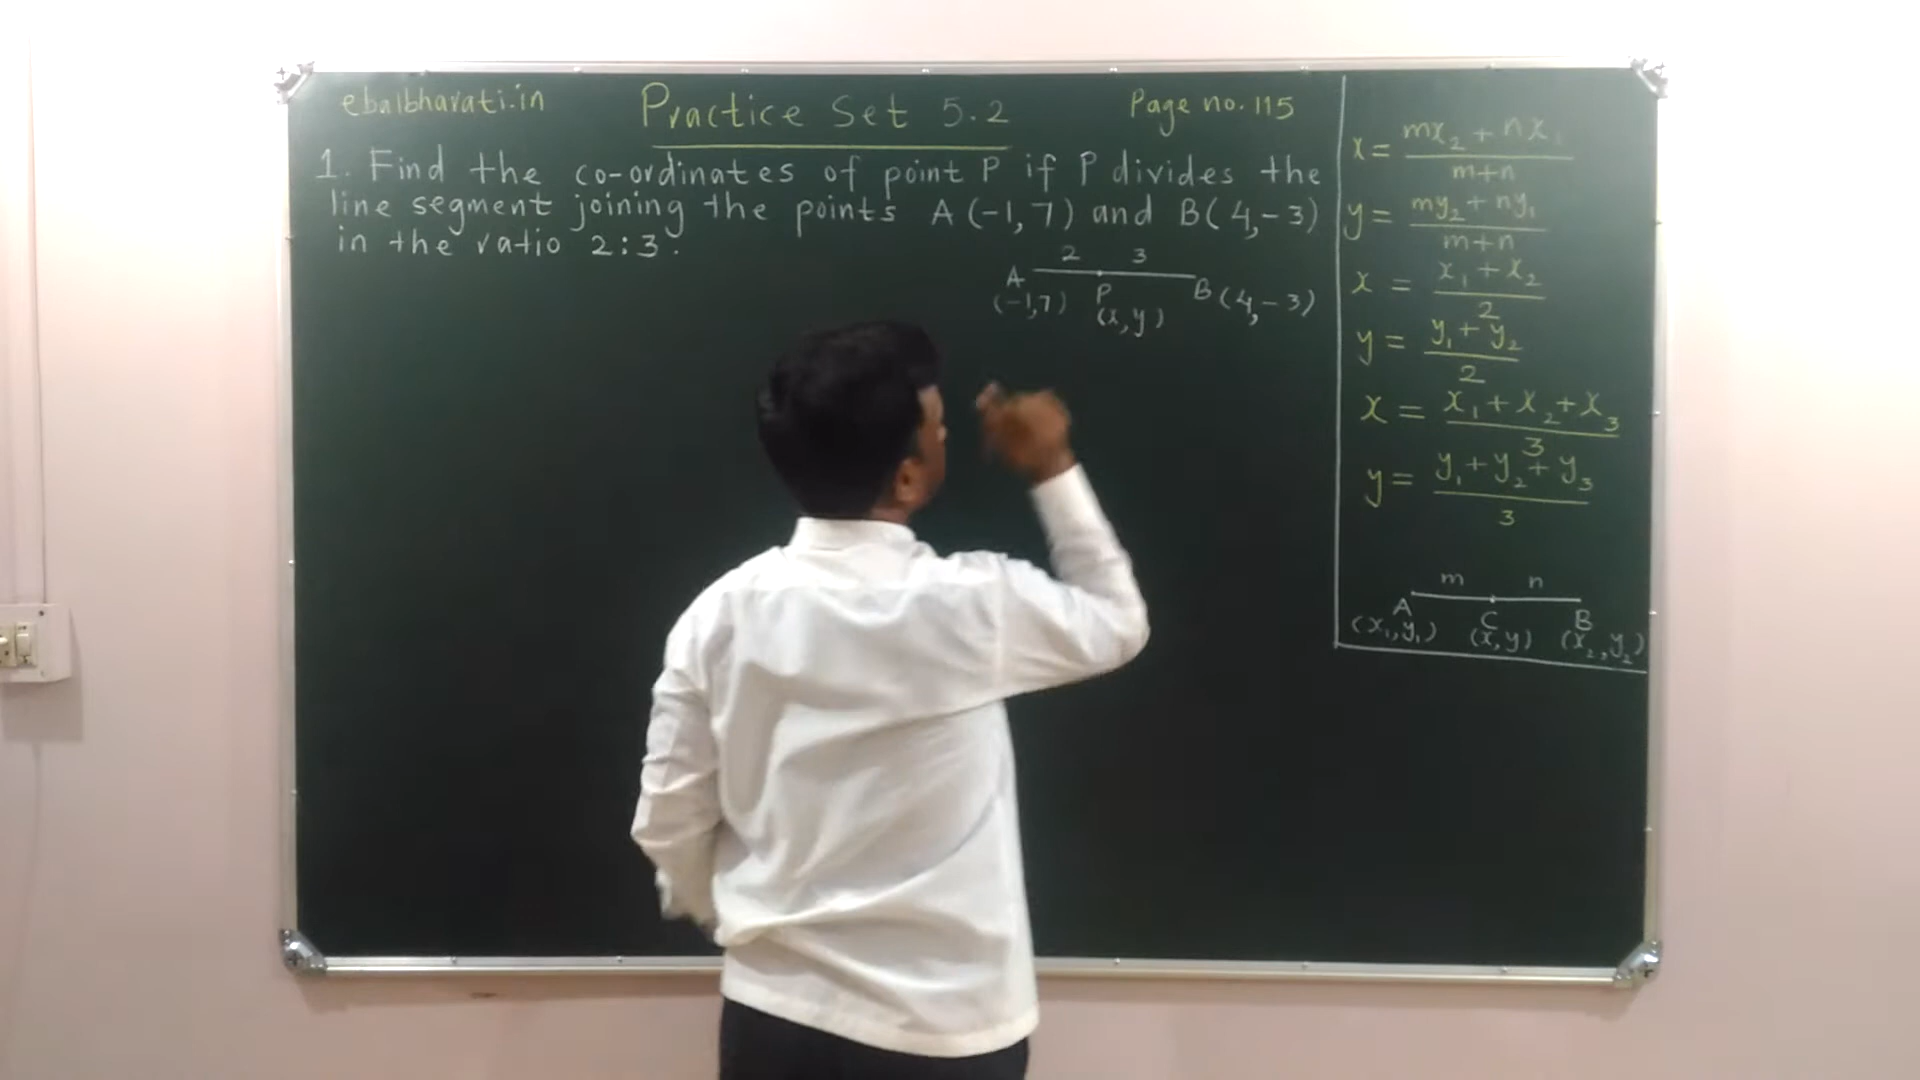 ebalbharati.in
Practice Set 5.2
Page no. 115
1. Find the co-ordinates of point P if P divides the
line segment joining the points A(-1,7) and B(4,-3)
in the ratio 2:3.
2 3
A P B(4,-3)
(-1,7) (x,y)
x = mx₂ + nx₁ / m+n
y = my₂ + ny₁ / m+n
x = x₁ + x₂ / 2
y = y₁ + y₂ / 2
x = x₁ + x₂ + x₃ / 3
y = y₁ + y₂ + y₃ / 3
m n
A C B
(x₁,y₁) (x,y) (x₂,y₂)